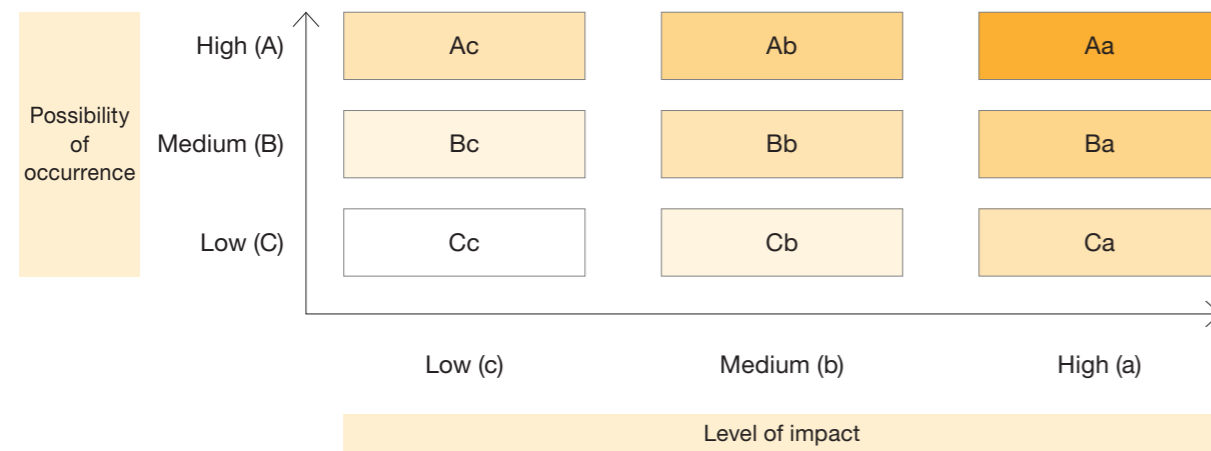 High (A)
Ac
Ab
Aa
Possibility
of
occurrence
Medium (B)
Bc
Bb
Ba
Low (C)
Cc
Cb
Ca
Low (c)
Medium (b)
High (a)
Level of impact